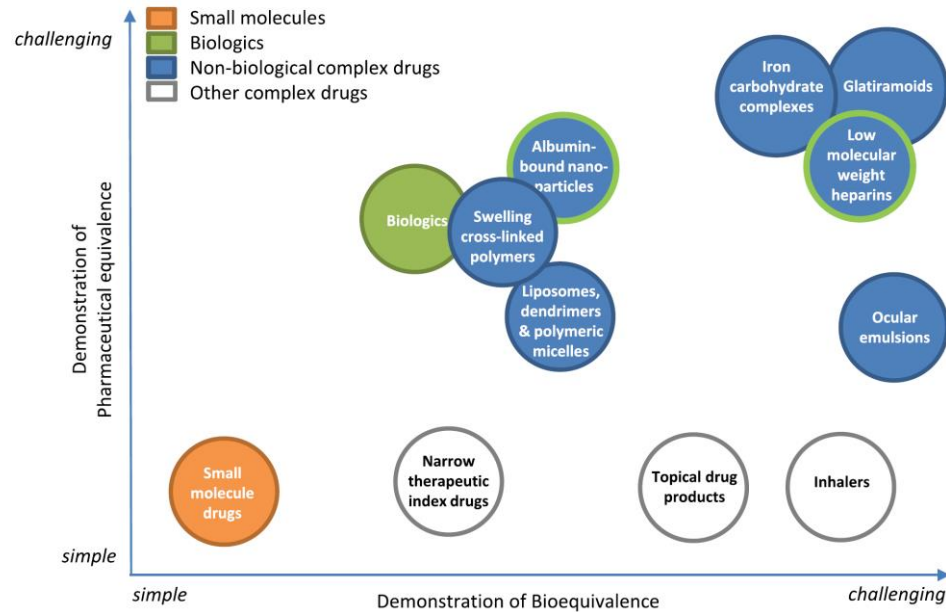 challenging
Small molecules
Biologics
Non-biological complex drugs
Other complex drugs
Iron
carbohydrate
complexes
Glatiramoids
Low
molecular
weight
heparins
Albumin-
bound nano-
particles
Biologics
Swelling
cross-linked
polymers
Liposomes,
dendrimers
& polymeric
micelles
Ocular
emulsions
Demonstration of
Pharmaceutical equivalence
Small
molecule
drugs
Narrow
therapeutic
index drugs
Topical drug
products
Inhalers
simple
simple
Demonstration of Bioequivalence
challenging